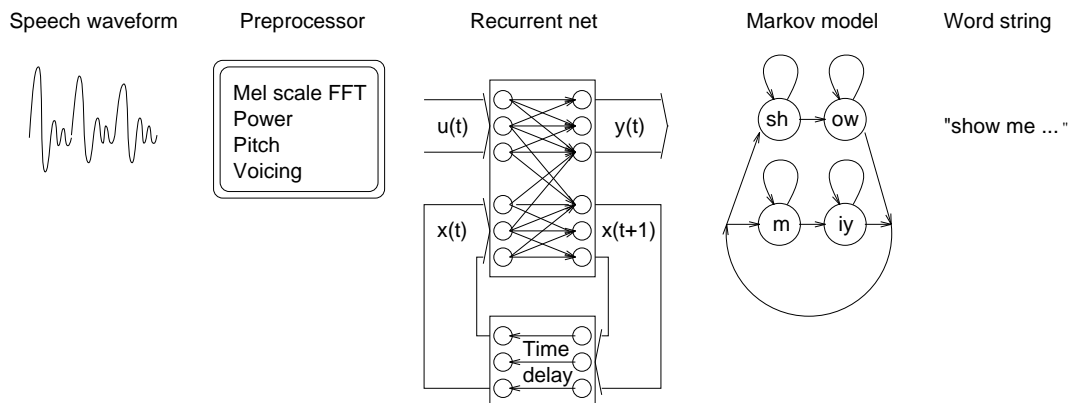 Speech waveform
Preprocessor
Recurrent net
Markov model
Word string
Mel scale FFT
Power
Pitch
Voicing
u(t)
y(t)
x(t)
x(t+1)
Time
delay
sh
ow
m
iy
"show me ... "